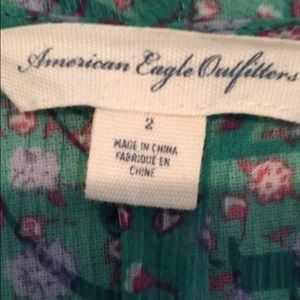 American Eagle Outfitters
2
MADE IN CHINA
FABRIQUÉ EN
CHINE